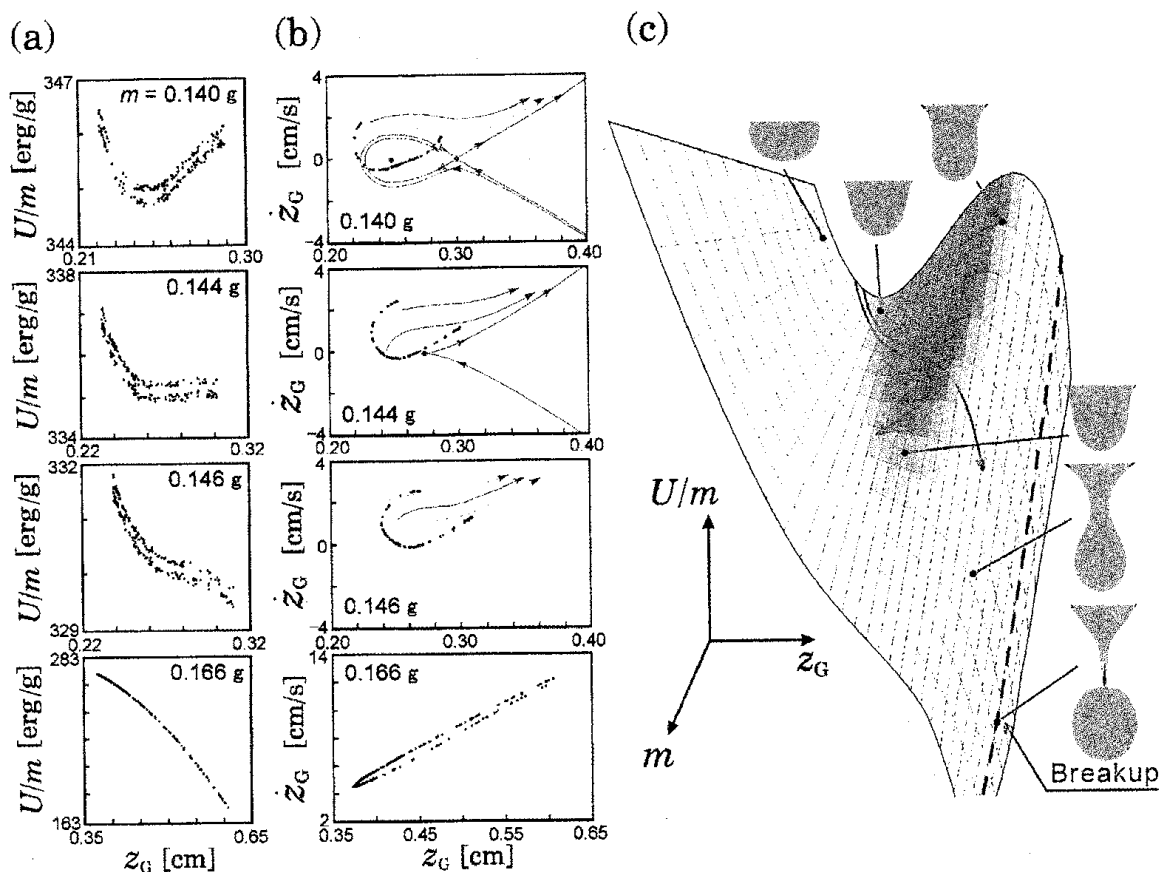 (a)
(b)
(c)
347
m = 0.140 g
U/m [erg/g]
344
0.21
0.30
338
0.144 g
U/m [erg/g]
334
0.22
0.32
332
0.146 g
U/m [erg/g]
329
0.22
0.32
283
0.166 g
U/m [erg/g]
163
0.35
0.65
z_G [cm]
4
ż_G [cm/s]
0
0.140 g
-4
0.20
0.30
0.40
4
ż_G [cm/s]
0
0.144 g
-4
0.20
0.30
0.40
4
ż_G [cm/s]
0
0.146 g
-4
0.20
0.30
0.40
14
0.166 g
ż_G [cm/s]
2
0.35
0.45
0.55
0.65
z_G [cm]
U/m
z_G
m
Breakup